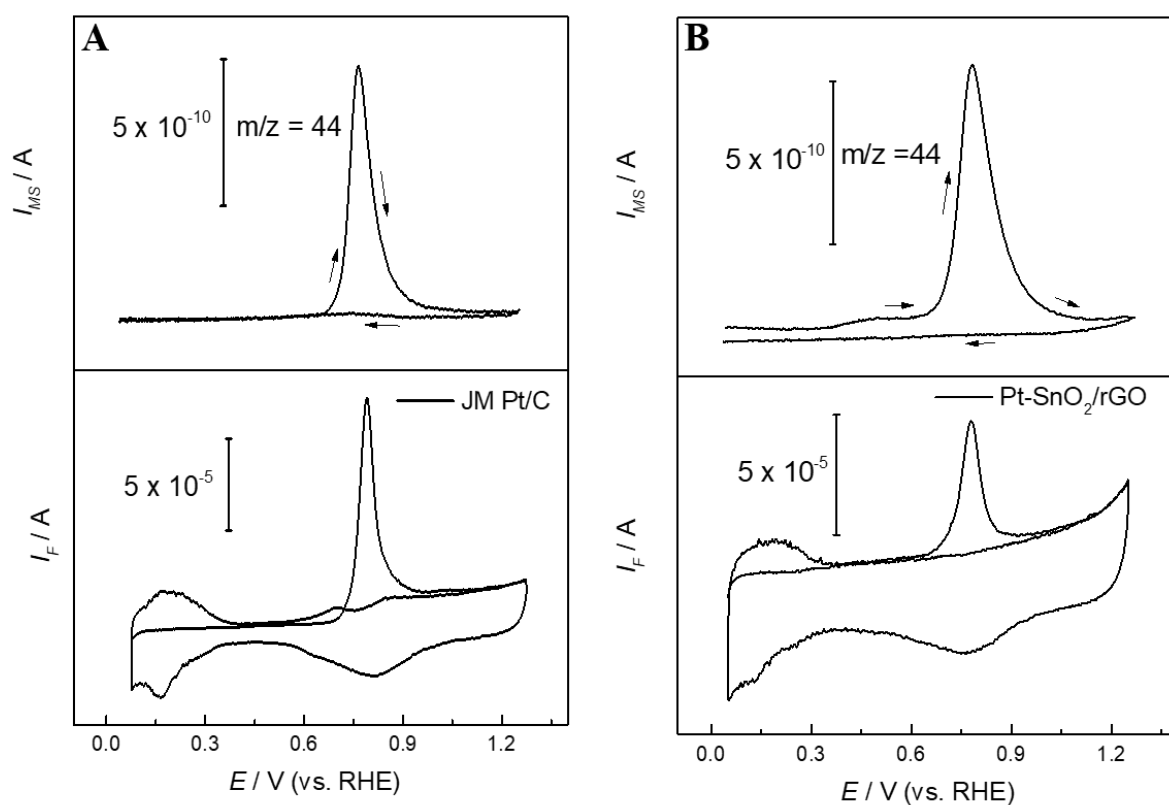 A
5 x 10⁻¹⁰
m/z = 44
I_MS / A
JM Pt/C
5 x 10⁻⁵
I_F / A
0.0 0.3 0.6 0.9 1.2
E / V (vs. RHE)
B
5 x 10⁻¹⁰
m/z =44
I_MS / A
Pt-SnO₂/rGO
5 x 10⁻⁵
I_F / A
0.0 0.3 0.6 0.9 1.2
E / V (vs. RHE)